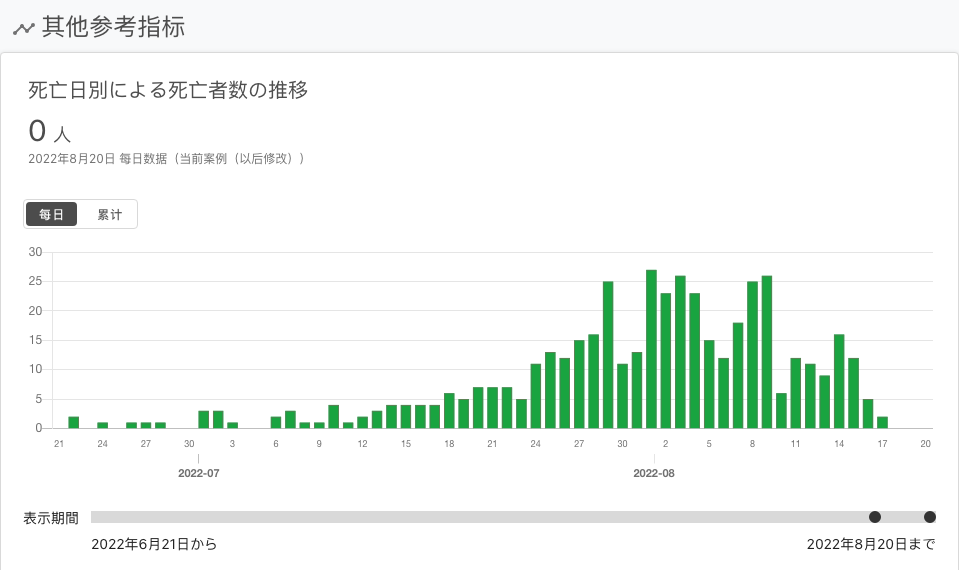 其他参考指标
死亡日別による死亡者数の推移
0 人
2022年8月20日 每日数据（当前案例（以后修改））
每日 累计
30
25
20
15
10
5
0
21 24 27 30 3 6 9 12 15 18 21 24 27 30 2 5 8 11 14 17 20
2022-07 2022-08
表示期間
2022年6月21日から 2022年8月20日まで